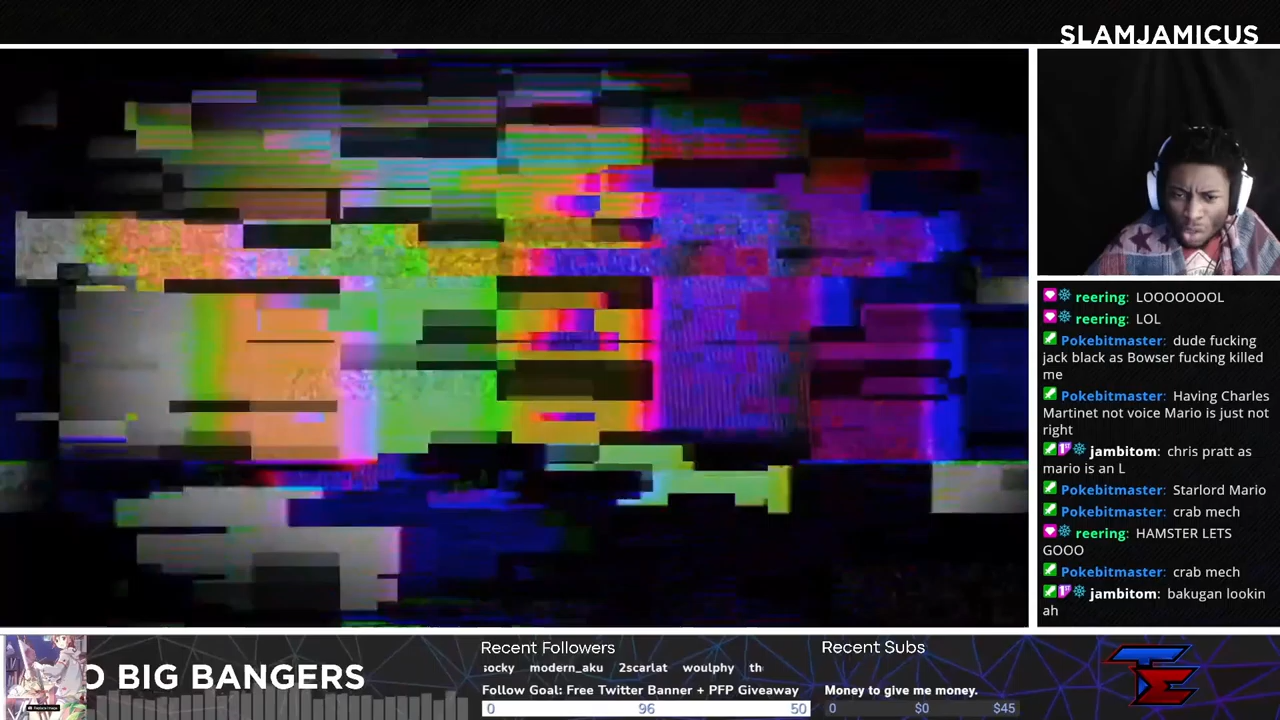 SLAMJAMICUS
reering: LOOOOOOOL
reering: LOL
Pokebitmaster: dude fucking
jack black as Bowser fucking killed
me
Pokebitmaster: Having Charles
Martinet not voice Mario is just not
right
jambitom: chris pratt as
mario is an L
Pokebitmaster: Starlord Mario
Pokebitmaster: crab mech
reering: HAMSTER LETS
GOOO
Pokebitmaster: crab mech
jambitom: bakugan lookin
ah
O BIG BANGERS
Recent Followers
socky modern_aku 2scarlat woulphy th
Follow Goal: Free Twitter Banner + PFP Giveaway
0 96 50
Recent Subs
Money to give me money.
0 $0 $45